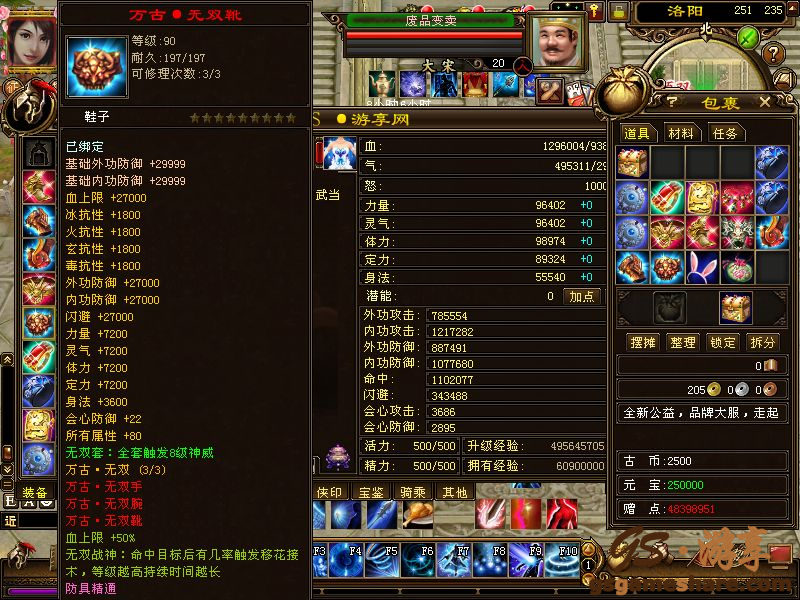 万古●无双靴
等级:90
耐久:197/197
可修理次数:3/3
鞋子
已绑定
基础外功防御 +29999
基础内功防御 +29999
血上限 +27000
冰抗性 +1800
火抗性 +1800
玄抗性 +1800
毒抗性 +1800
外功防御 +27000
内功防御 +27000
闪避 +27000
力量 +7200
灵气 +7200
体力 +7200
定力 +7200
身法 +3600
会心防御 +22
所有属性 +80
无双套：全套触发8级神威
万古·无双 (3/3)
万古·无双手
万古·无双腕
万古·无双靴
血上限 +50%
无双战神：命中目标后有几率触发移花接
术，等级越高持续时间越长
防具精通
装备
近
废品变卖
大宋
20
S ●游享网
武当
血: 1296004/938
气: 495311/29
怒: 1000
力量: 96402 +0
灵气: 96402 +0
体力: 98974 +0
定力: 89324 +0
身法: 55540 +0
潜能: 0 加点
外功攻击: 785554
内功攻击: 1217282
外功防御: 887491
内功防御: 1077680
命中: 1102077
闪避: 343488
会心攻击: 3686
会心防御: 2895
活力: 500/500 升级经验: 495645705
精力: 500/500 拥有经验: 60900000
侠印 宝鉴 骑乘 其他
F3 F4 F5 F6 F7 F8 F9 F10
1
洛阳 251 235
北
? 包裹 X
道具 材料 任务
摆摊 整理 锁定 拆分
0
205 0 0
全新公益，品牌大服，走起
古 币:2500
元 宝:250000
赠 点:48398951
GS·游享
gsgameshare.com